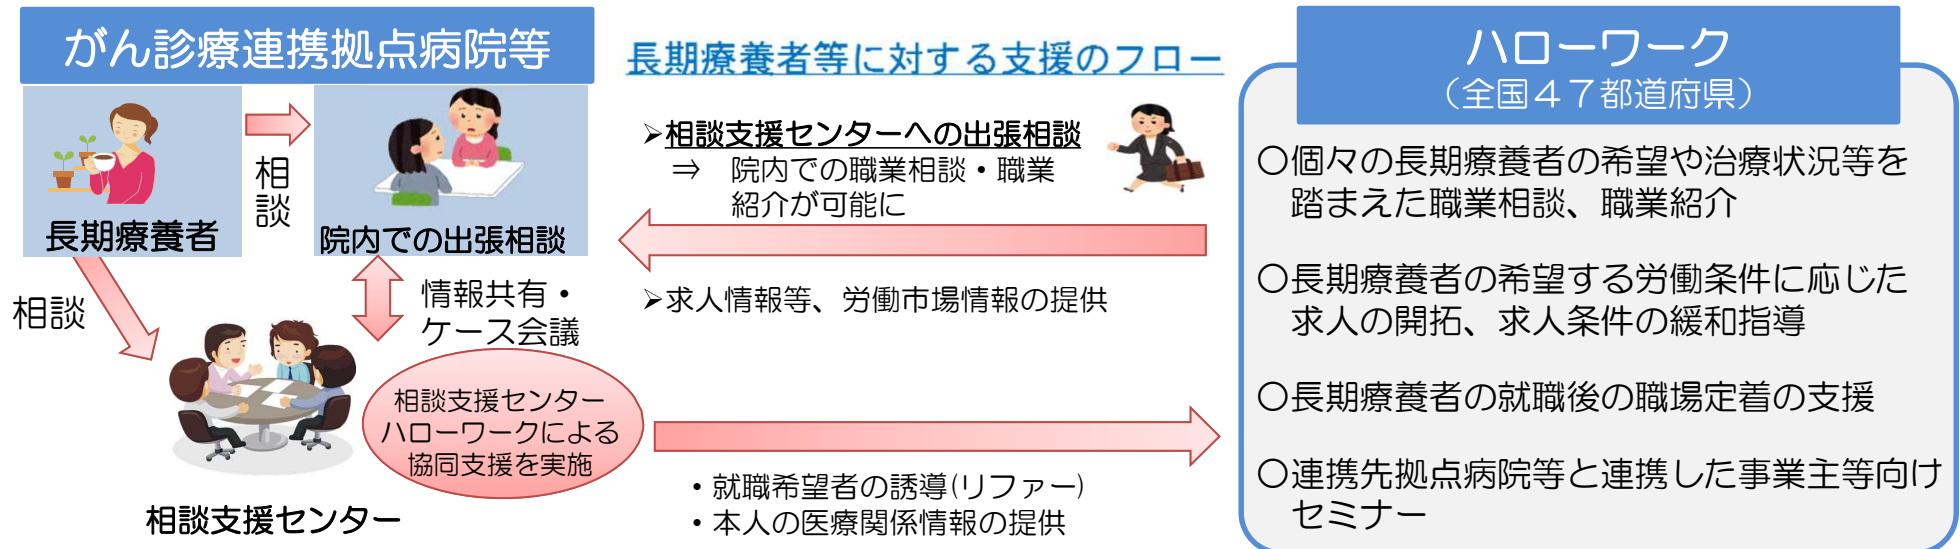 がん診療連携拠点病院等
長期療養者
相談
院内での出張相談
相談
情報共有・
ケース会議
相談支援センター
ハローワークによる
協同支援を実施
相談支援センター
長期療養者等に対する支援のフロー
➢相談支援センターへの出張相談
⇒ 院内での職業相談・職業
紹介が可能に
➢求人情報等、労働市場情報の提供
・就職希望者の誘導(リファー)
・本人の医療関係情報の提供
ハローワーク
（全国４７都道府県）
〇個々の長期療養者の希望や治療状況等を
踏まえた職業相談、職業紹介
〇長期療養者の希望する労働条件に応じた
求人の開拓、求人条件の緩和指導
〇長期療養者の就職後の職場定着の支援
〇連携先拠点病院等と連携した事業主等向け
セミナー